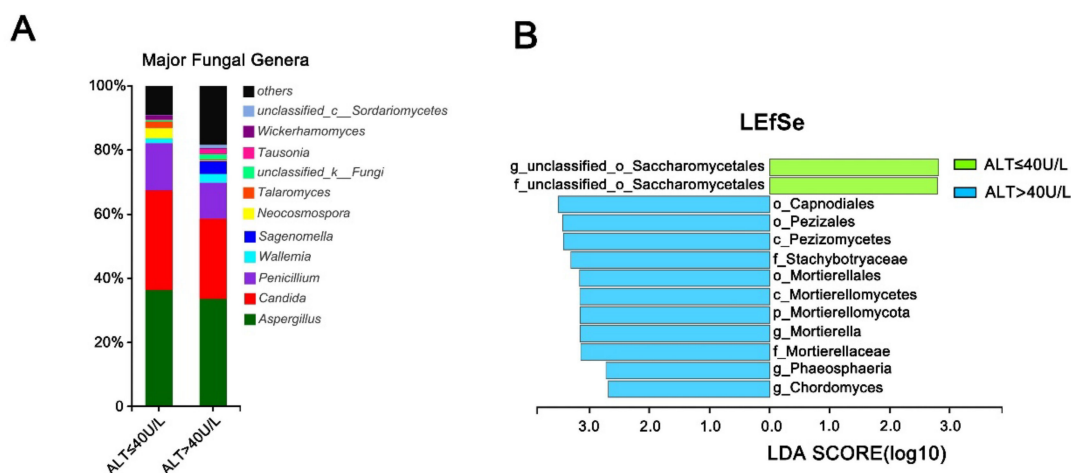 A
Major Fungal Genera
100%
80%
60%
40%
20%
0
ALT≤40U/L
ALT>40U/L
others
unclassified_c__Sordariomycetes
Wickerhamomyces
Tausonia
unclassified_k__Fungi
Talaromyces
Neocosmospora
Sagenomella
Wallemia
Penicillium
Candida
Aspergillus
B
LEfSe
g_unclassified_o_Saccharomycetales
f_unclassified_o_Saccharomycetales
o_Capnodiales
o_Pezizales
c_Pezizomycetes
f_Stachybotryaceae
o_Mortierellales
c_Mortierellomycetes
p_Mortierellomycota
g_Mortierella
f_Mortierellaceae
g_Phaeosphaeria
g_Chordomyces
ALT≤40U/L
ALT>40U/L
3.0 2.0 1.0 0.0 1.0 2.0 3.0
LDA SCORE(log10)